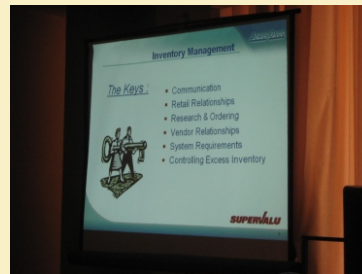 Inventory Management
The Keys :
Communication
Retail Relationships
Research & Ordering
Vendor Relationships
System Requirements
Controlling Excess Inventory
SUPERVALU